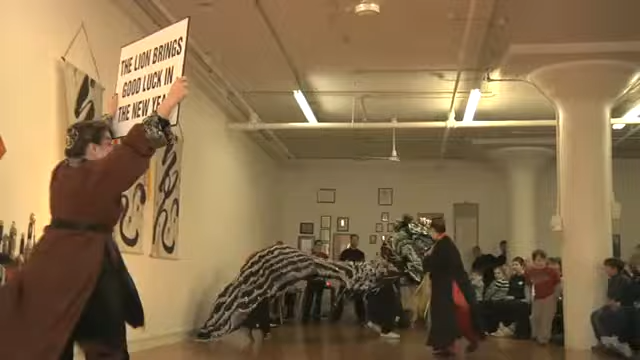 THE LION BRINGS
GOOD LUCK IN
THE NEW YEAR